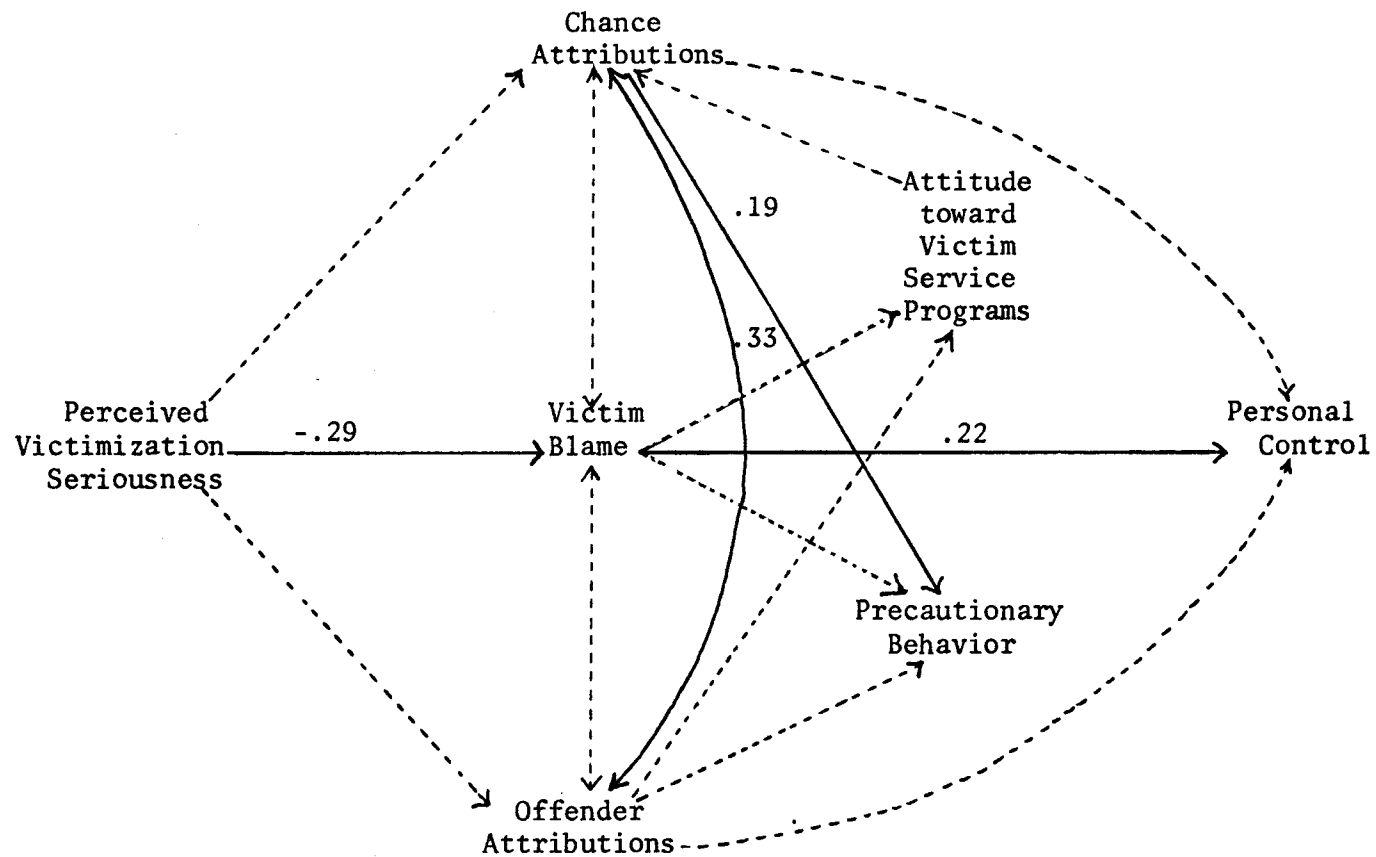 Chance
Attributions
Attitude
toward
Victim
Service
Programs
.19
.33
Perceived
Victimization
Seriousness
-.29
Victim
Blame
.22
Personal
Control
Precautionary
Behavior
Offender
Attributions